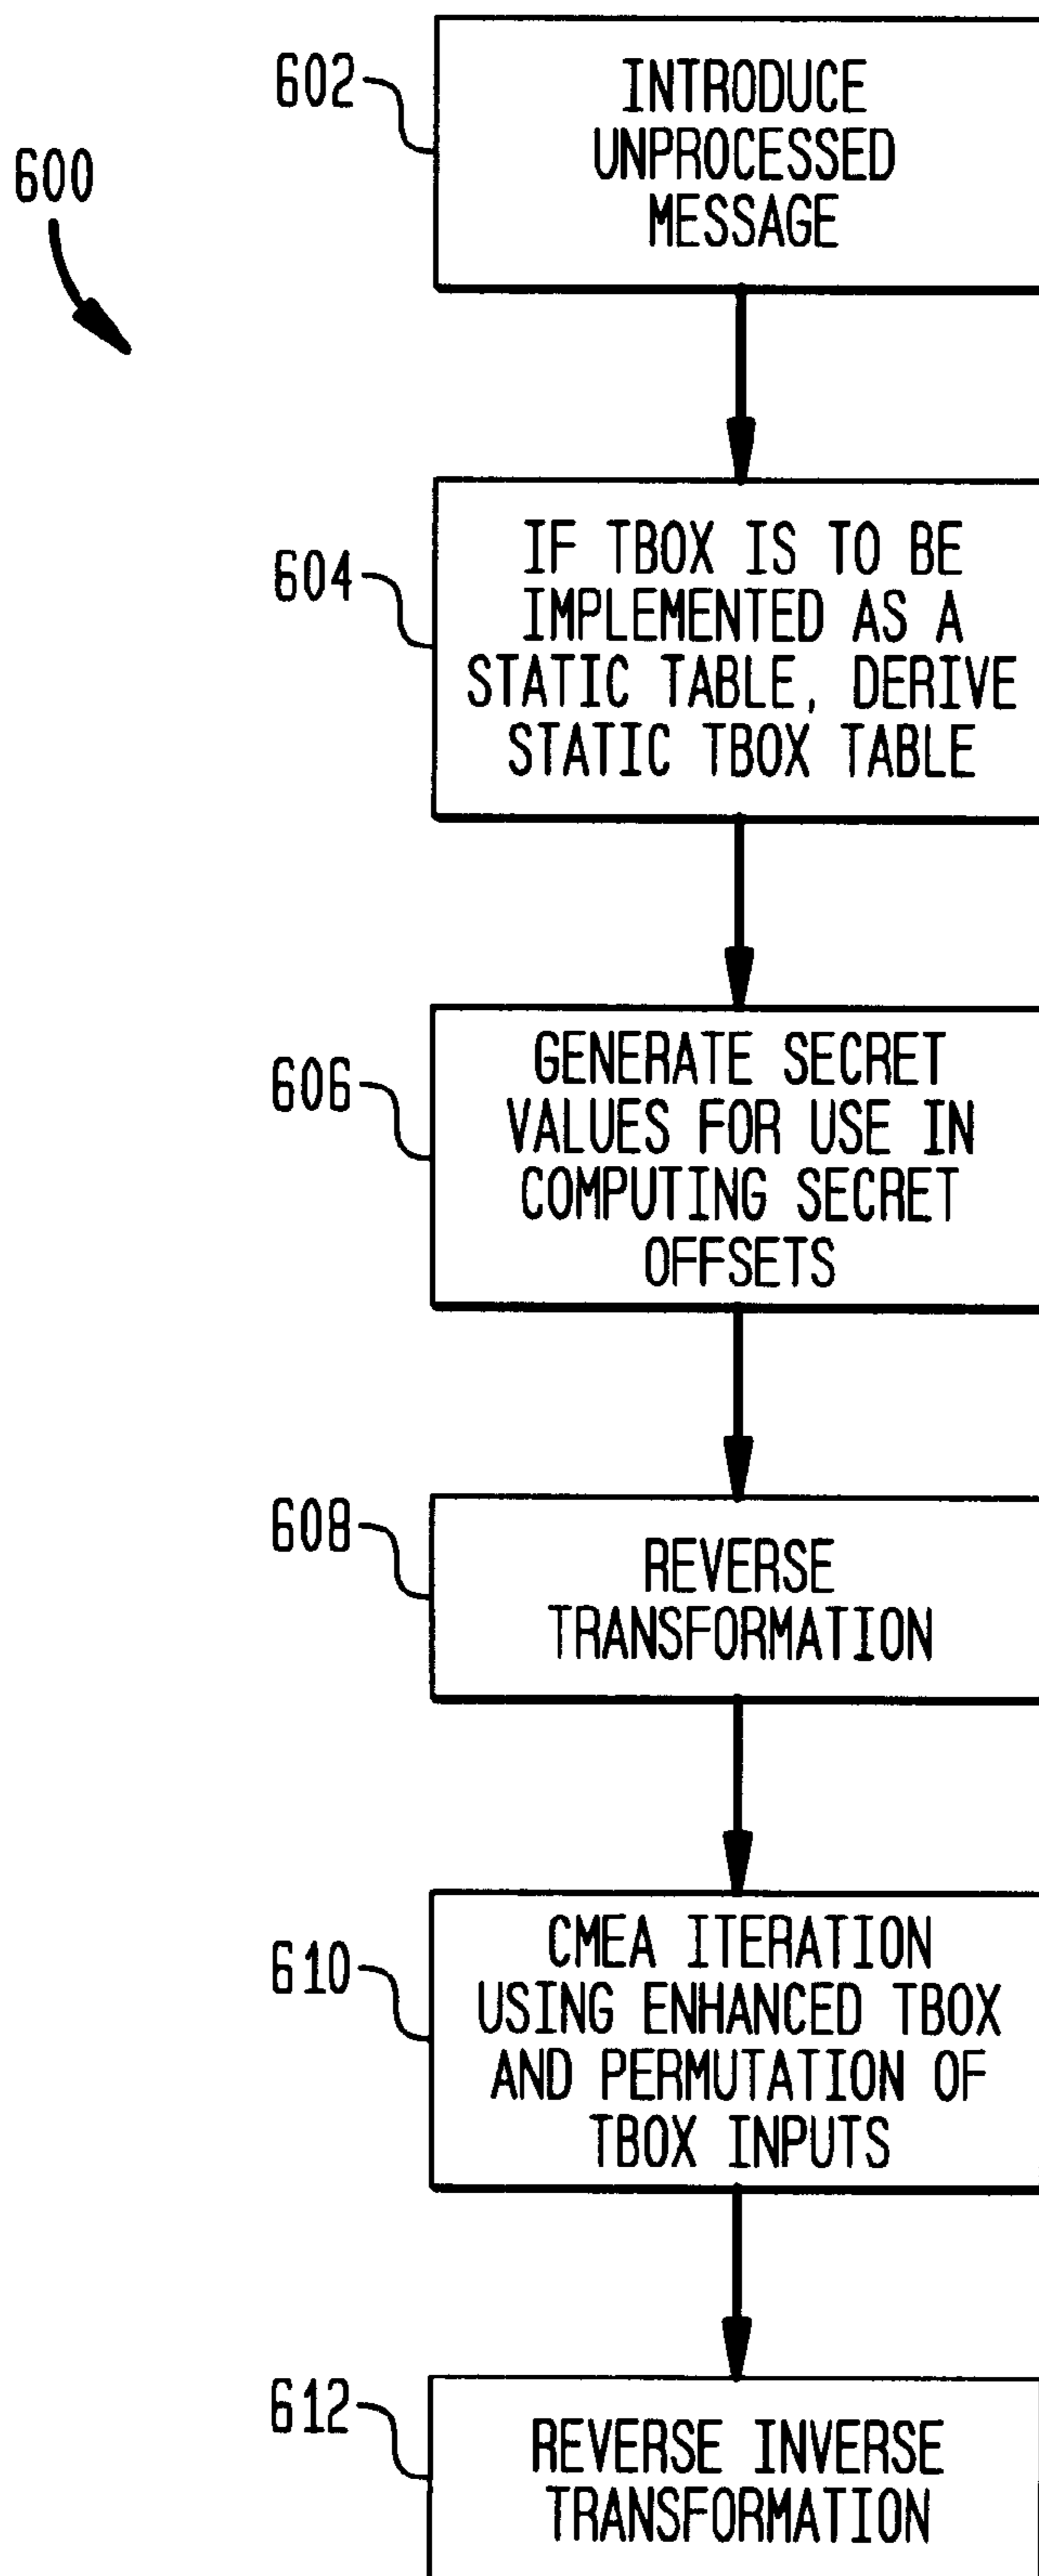 600
602
INTRODUCE
UNPROCESSED
MESSAGE
604
IF TBOX IS TO BE
IMPLEMENTED AS A
STATIC TABLE, DERIVE
STATIC TBOX TABLE
606
GENERATE SECRET
VALUES FOR USE IN
COMPUTING SECRET
OFFSETS
608
REVERSE
TRANSFORMATION
610
CMEA ITERATION
USING ENHANCED TBOX
AND PERMUTATION OF
TBOX INPUTS
612
REVERSE INVERSE
TRANSFORMATION